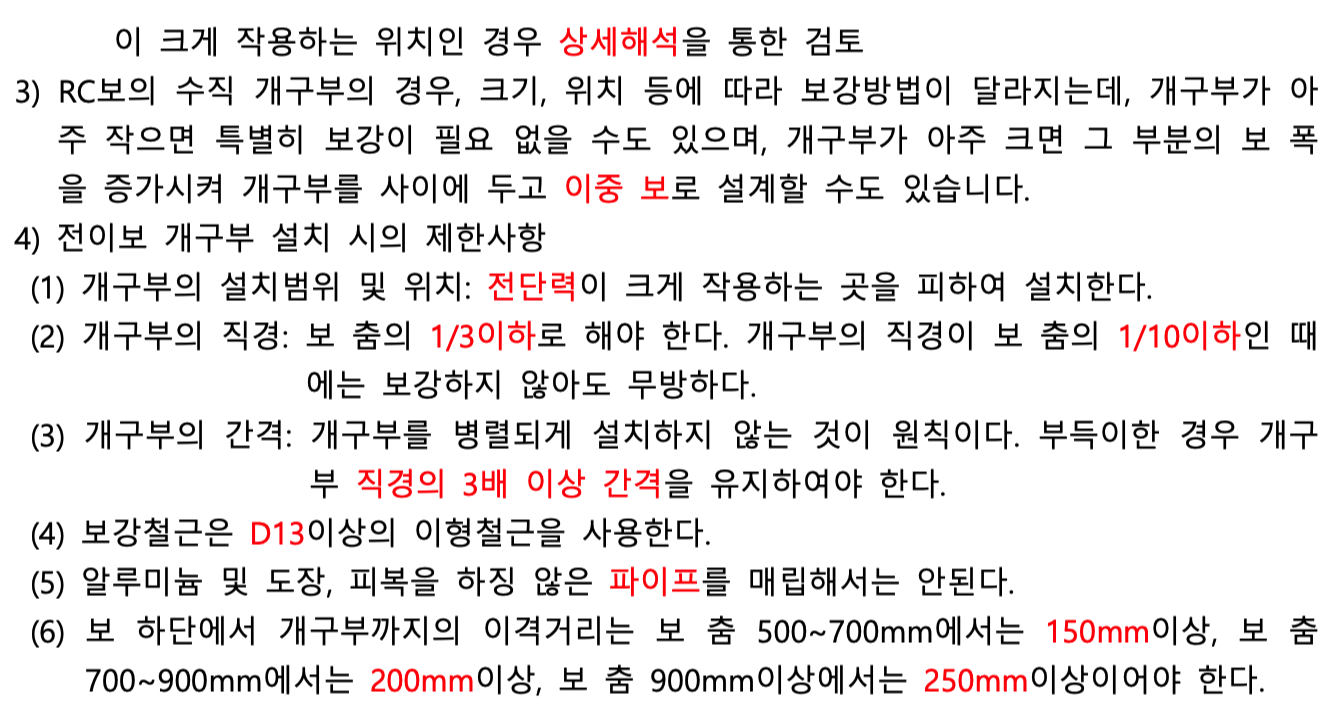 이 크게 작용하는 위치인 경우 상세해석을 통한 검토
3) RC보의 수직 개구부의 경우, 크기, 위치 등에 따라 보강방법이 달라지는데, 개구부가 아
주 작으면 특별히 보강이 필요 없을 수도 있으며, 개구부가 아주 크면 그 부분의 보 폭
을 증가시켜 개구부를 사이에 두고 이중 보로 설계할 수도 있습니다.
4) 전이보 개구부 설치 시의 제한사항
(1) 개구부의 설치범위 및 위치: 전단력이 크게 작용하는 곳을 피하여 설치한다.
(2) 개구부의 직경: 보 춤의 1/3이하로 해야 한다. 개구부의 직경이 보 춤의 1/10이하인 때
에는 보강하지 않아도 무방하다.
(3) 개구부의 간격: 개구부를 병렬되게 설치하지 않는 것이 원칙이다. 부득이한 경우 개구
부 직경의 3배 이상 간격을 유지하여야 한다.
(4) 보강철근은 D13이상의 이형철근을 사용한다.
(5) 알루미늄 및 도장, 피복을 하징 않은 파이프를 매립해서는 안된다.
(6) 보 하단에서 개구부까지의 이격거리는 보 춤 500~700mm에서는 150mm이상, 보 춤
700~900mm에서는 200mm이상, 보 춤 900mm이상에서는 250mm이상이어야 한다.